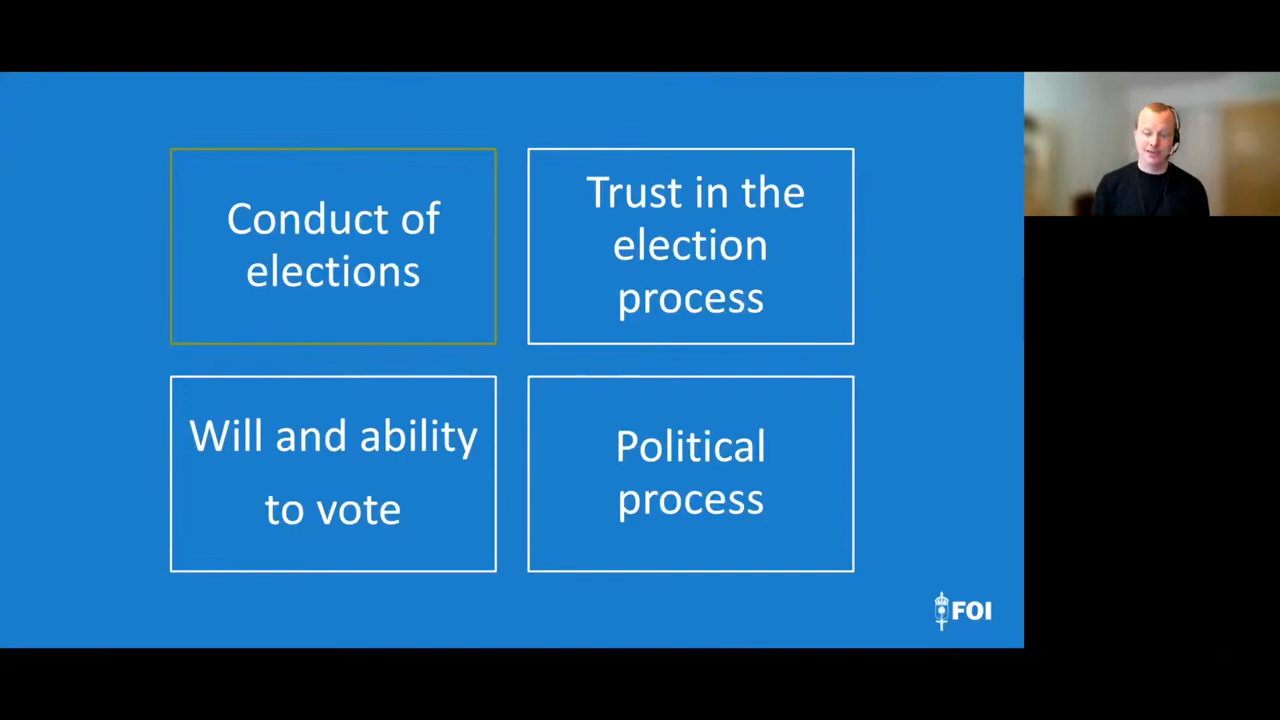 Conduct of
elections
Trust in the
election
process
Will and ability
to vote
Political
process
FOI